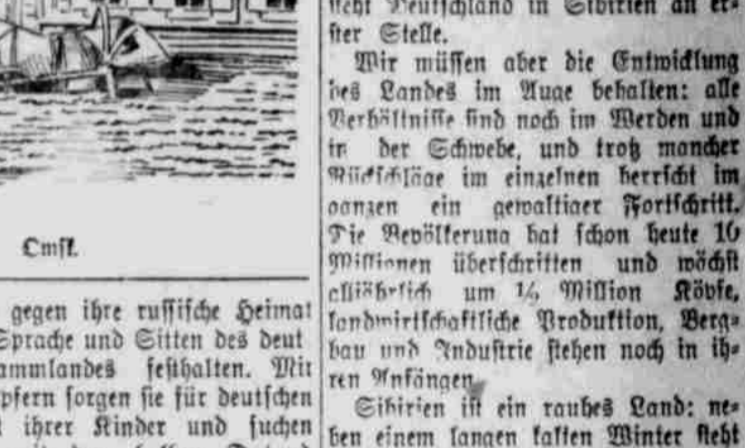 Omsk.
gegen ihre russische Heimat
Sprache und Sitten des deut
ammlandes festhalten. Mit
pfern sorgen sie für deutschen
ihrer Kinder und suchen
steht Deutschland in Sibirien an er-
ster Stelle.
Wir müssen aber die Entwicklung
des Landes im Auge behalten: alle
Verhältnisse sind noch im Werden und
in der Schwebe, und trotz mancher
Rückschläge im einzelnen herrscht im
ganzen ein gewaltiger Fortschritt.
Die Bevölkerung hat schon heute 10
Millionen überschritten und wächst
alljährlich um ½ Million Köpfe,
landwirtschaftliche Produktion, Berg-
bau und Industrie stehen noch in ih-
ren Anfängen
Sibirien ist ein rauhes Land: ne-
ben einem langen kalten Winter steht